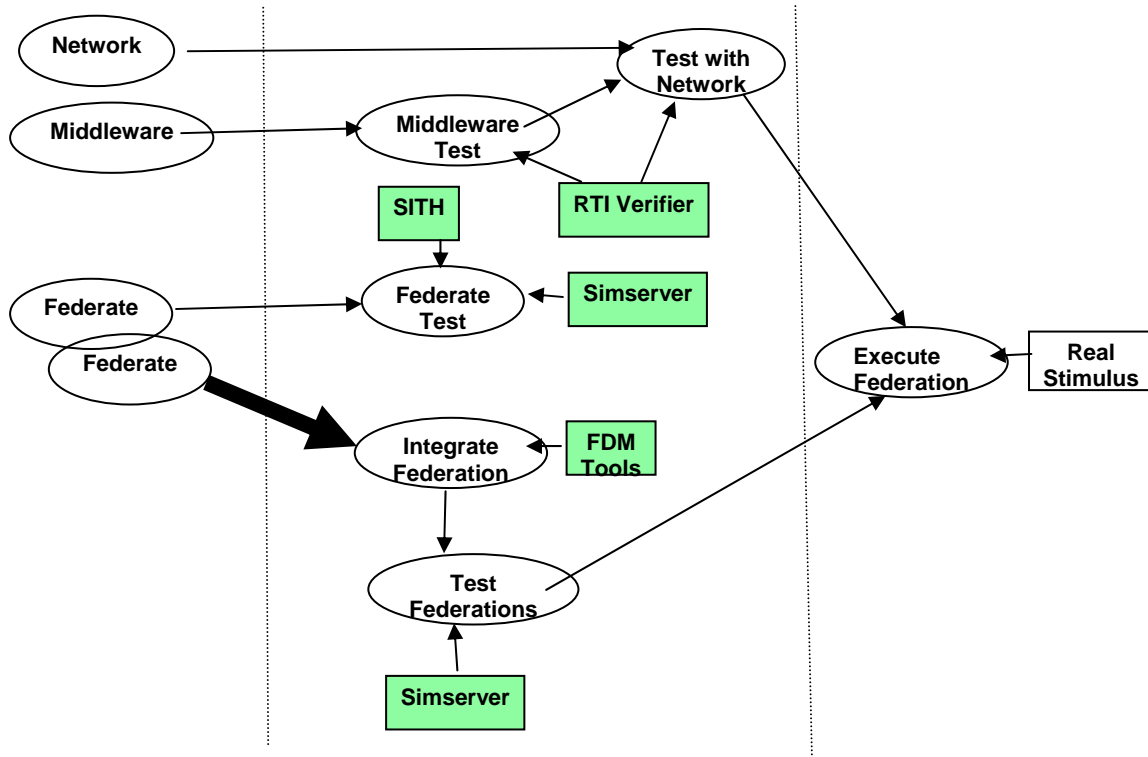 Network
Test with
Network
Middleware
Middleware
Test
SITH
RTI Verifier
Federate
Federate
Test
Simserver
Federate
Execute
Federation
Real
Stimulus
Integrate
Federation
FDM
Tools
Test
Federations
Simserver